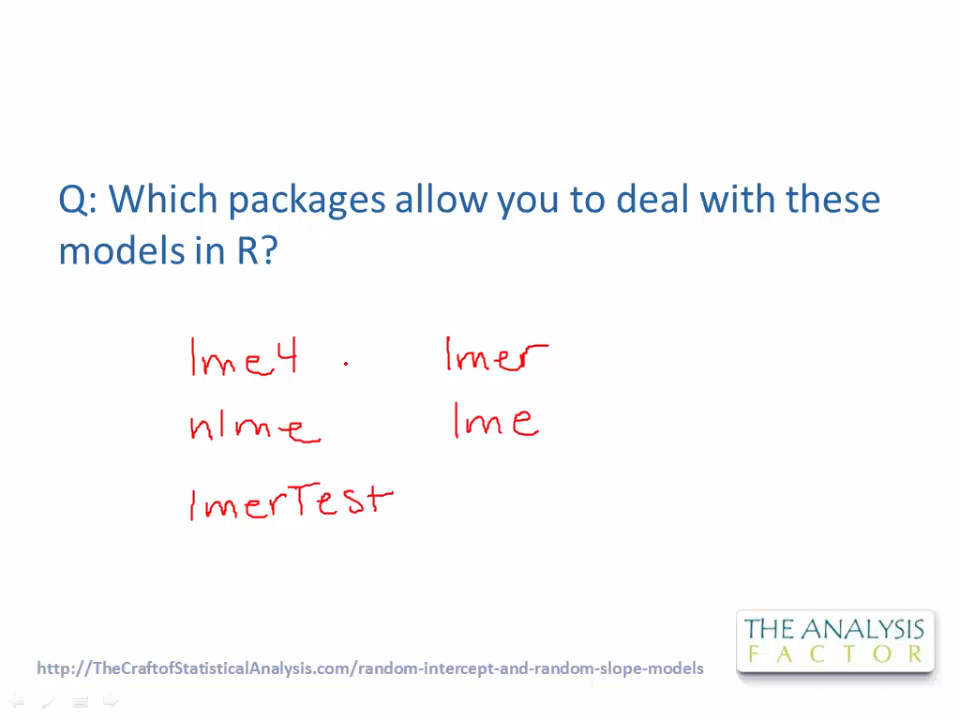 Q: Which packages allow you to deal with these
models in R?
lme4 lmer
nlme lme
lmerTest
THE ANALYSIS
FACTOR
http://TheCraftofStatisticalAnalysis.com/random-intercept-and-random-slope-models